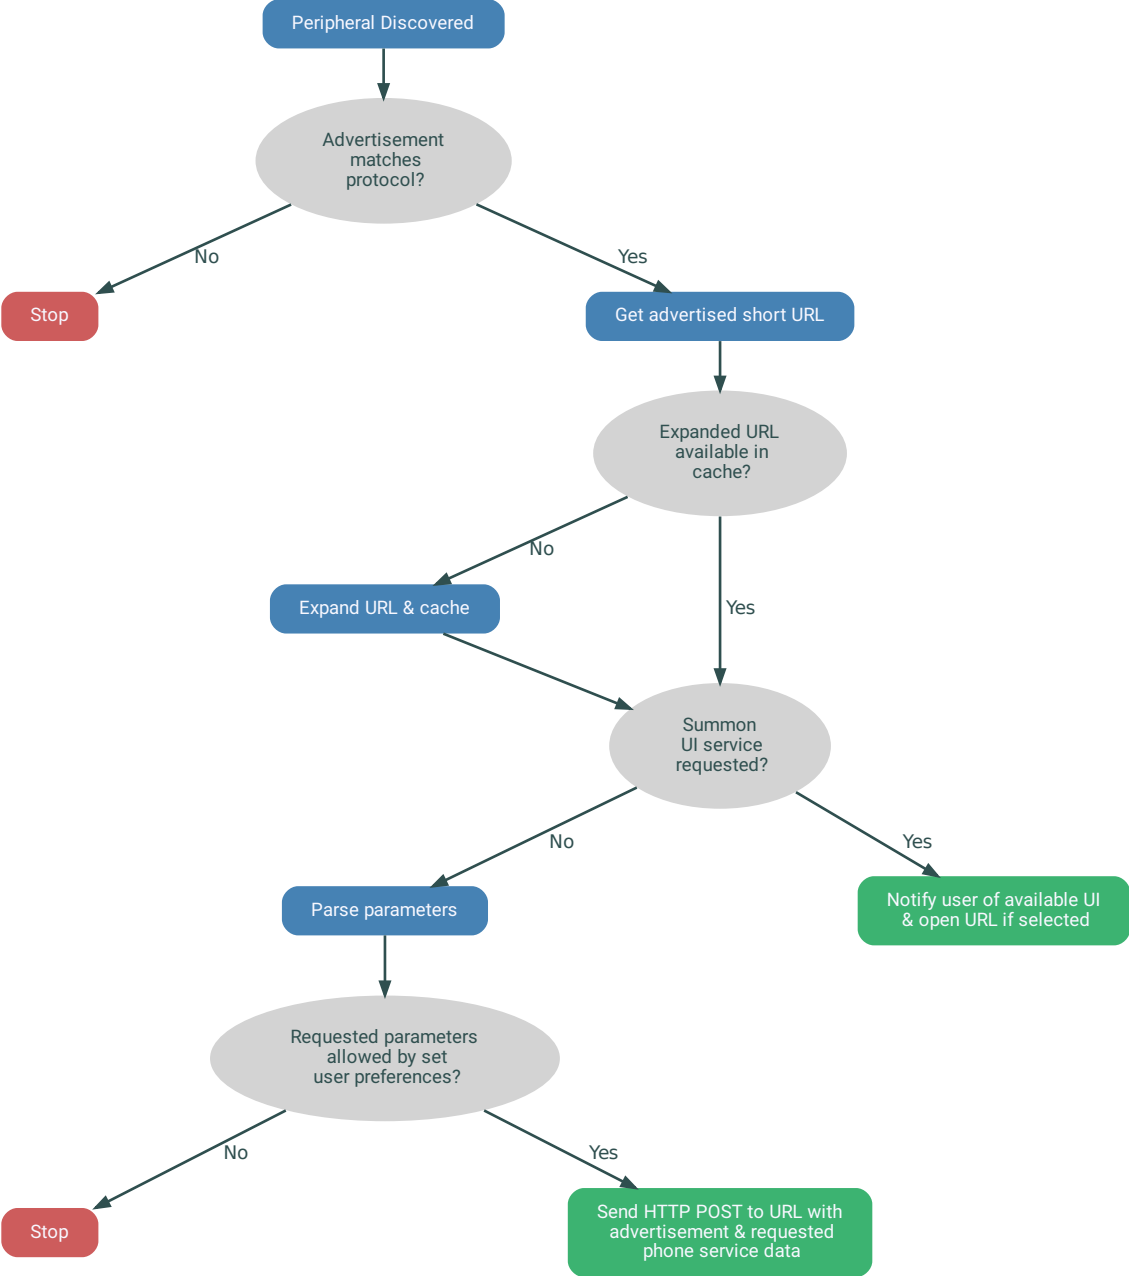 Peripheral Discovered
Advertisement
matches
protocol?
No
Yes
Stop
Get advertised short URL
Expanded URL
available in
cache?
No
Expand URL & cache
Yes
Summon
UI service
requested?
No
Yes
Parse parameters
Notify user of available UI
& open URL if selected
Requested parameters
allowed by set
user preferences?
No
Yes
Stop
Send HTTP POST to URL with
advertisement & requested
phone service data